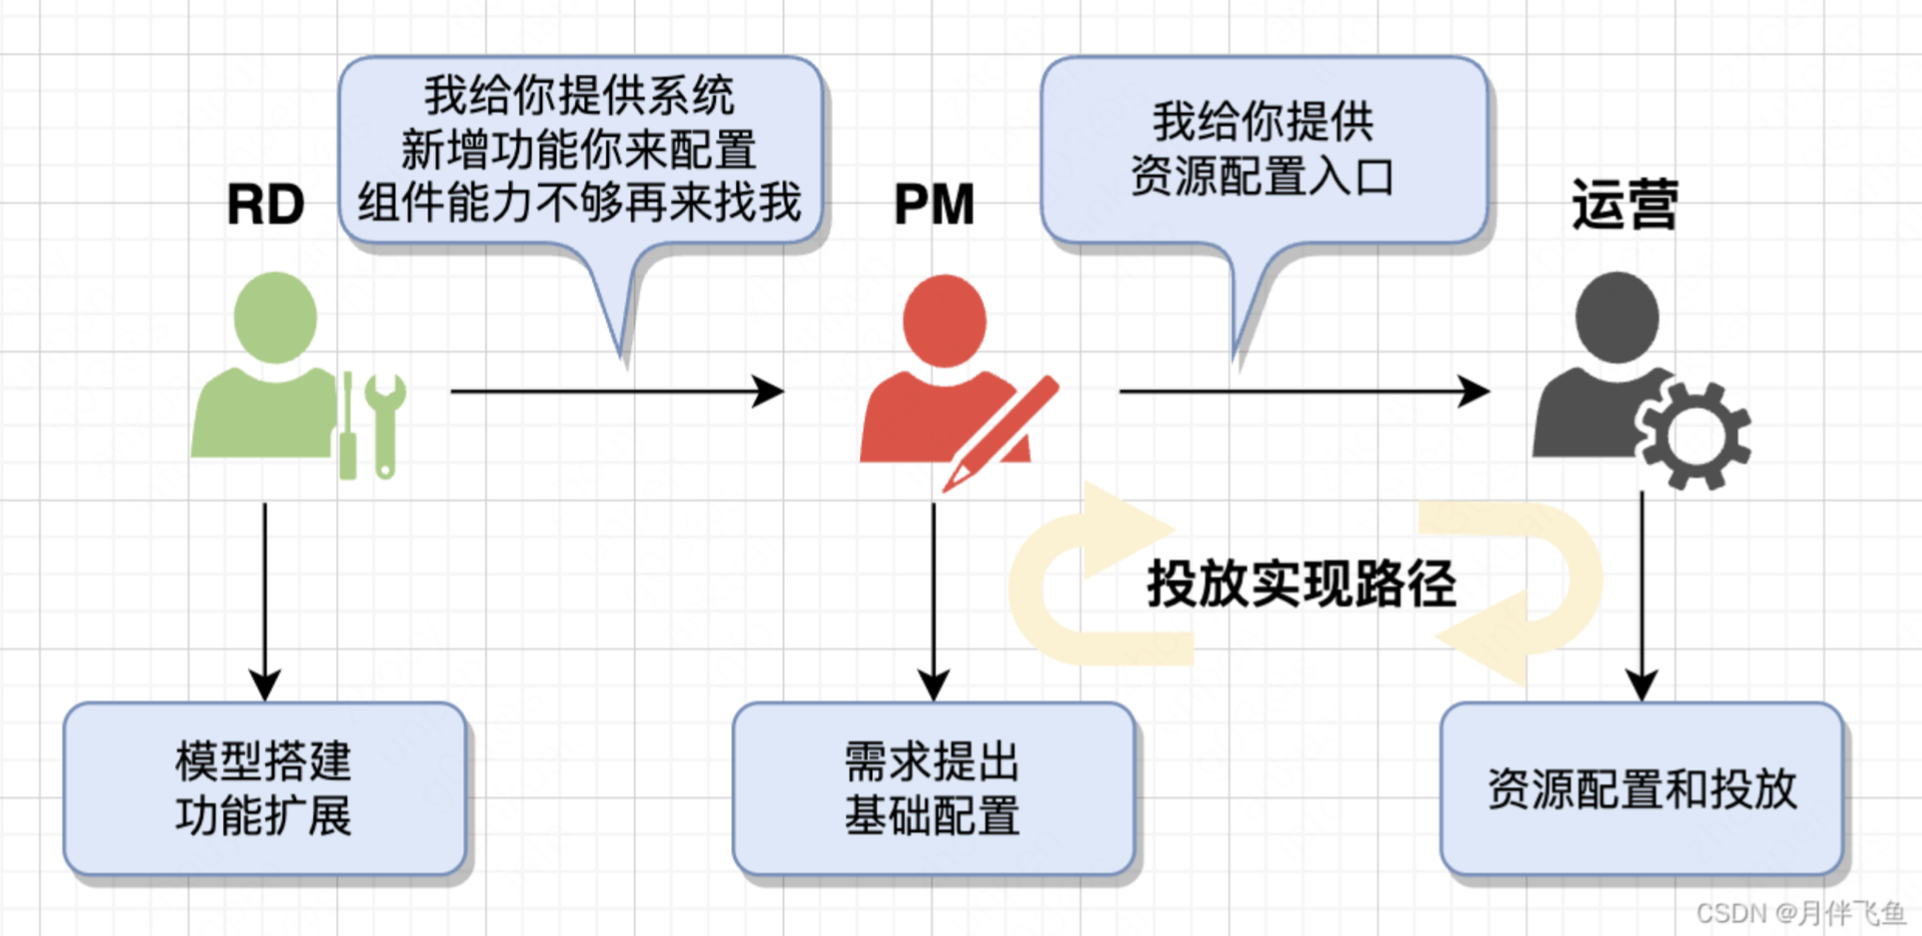 我给你提供系统
新增功能你来配置
组件能力不够再来找我
我给你提供
资源配置入口
RD
PM
运营
投放实现路径
模型搭建
功能扩展
需求提出
基础配置
资源配置和投放
CSDN @月伴飞鱼